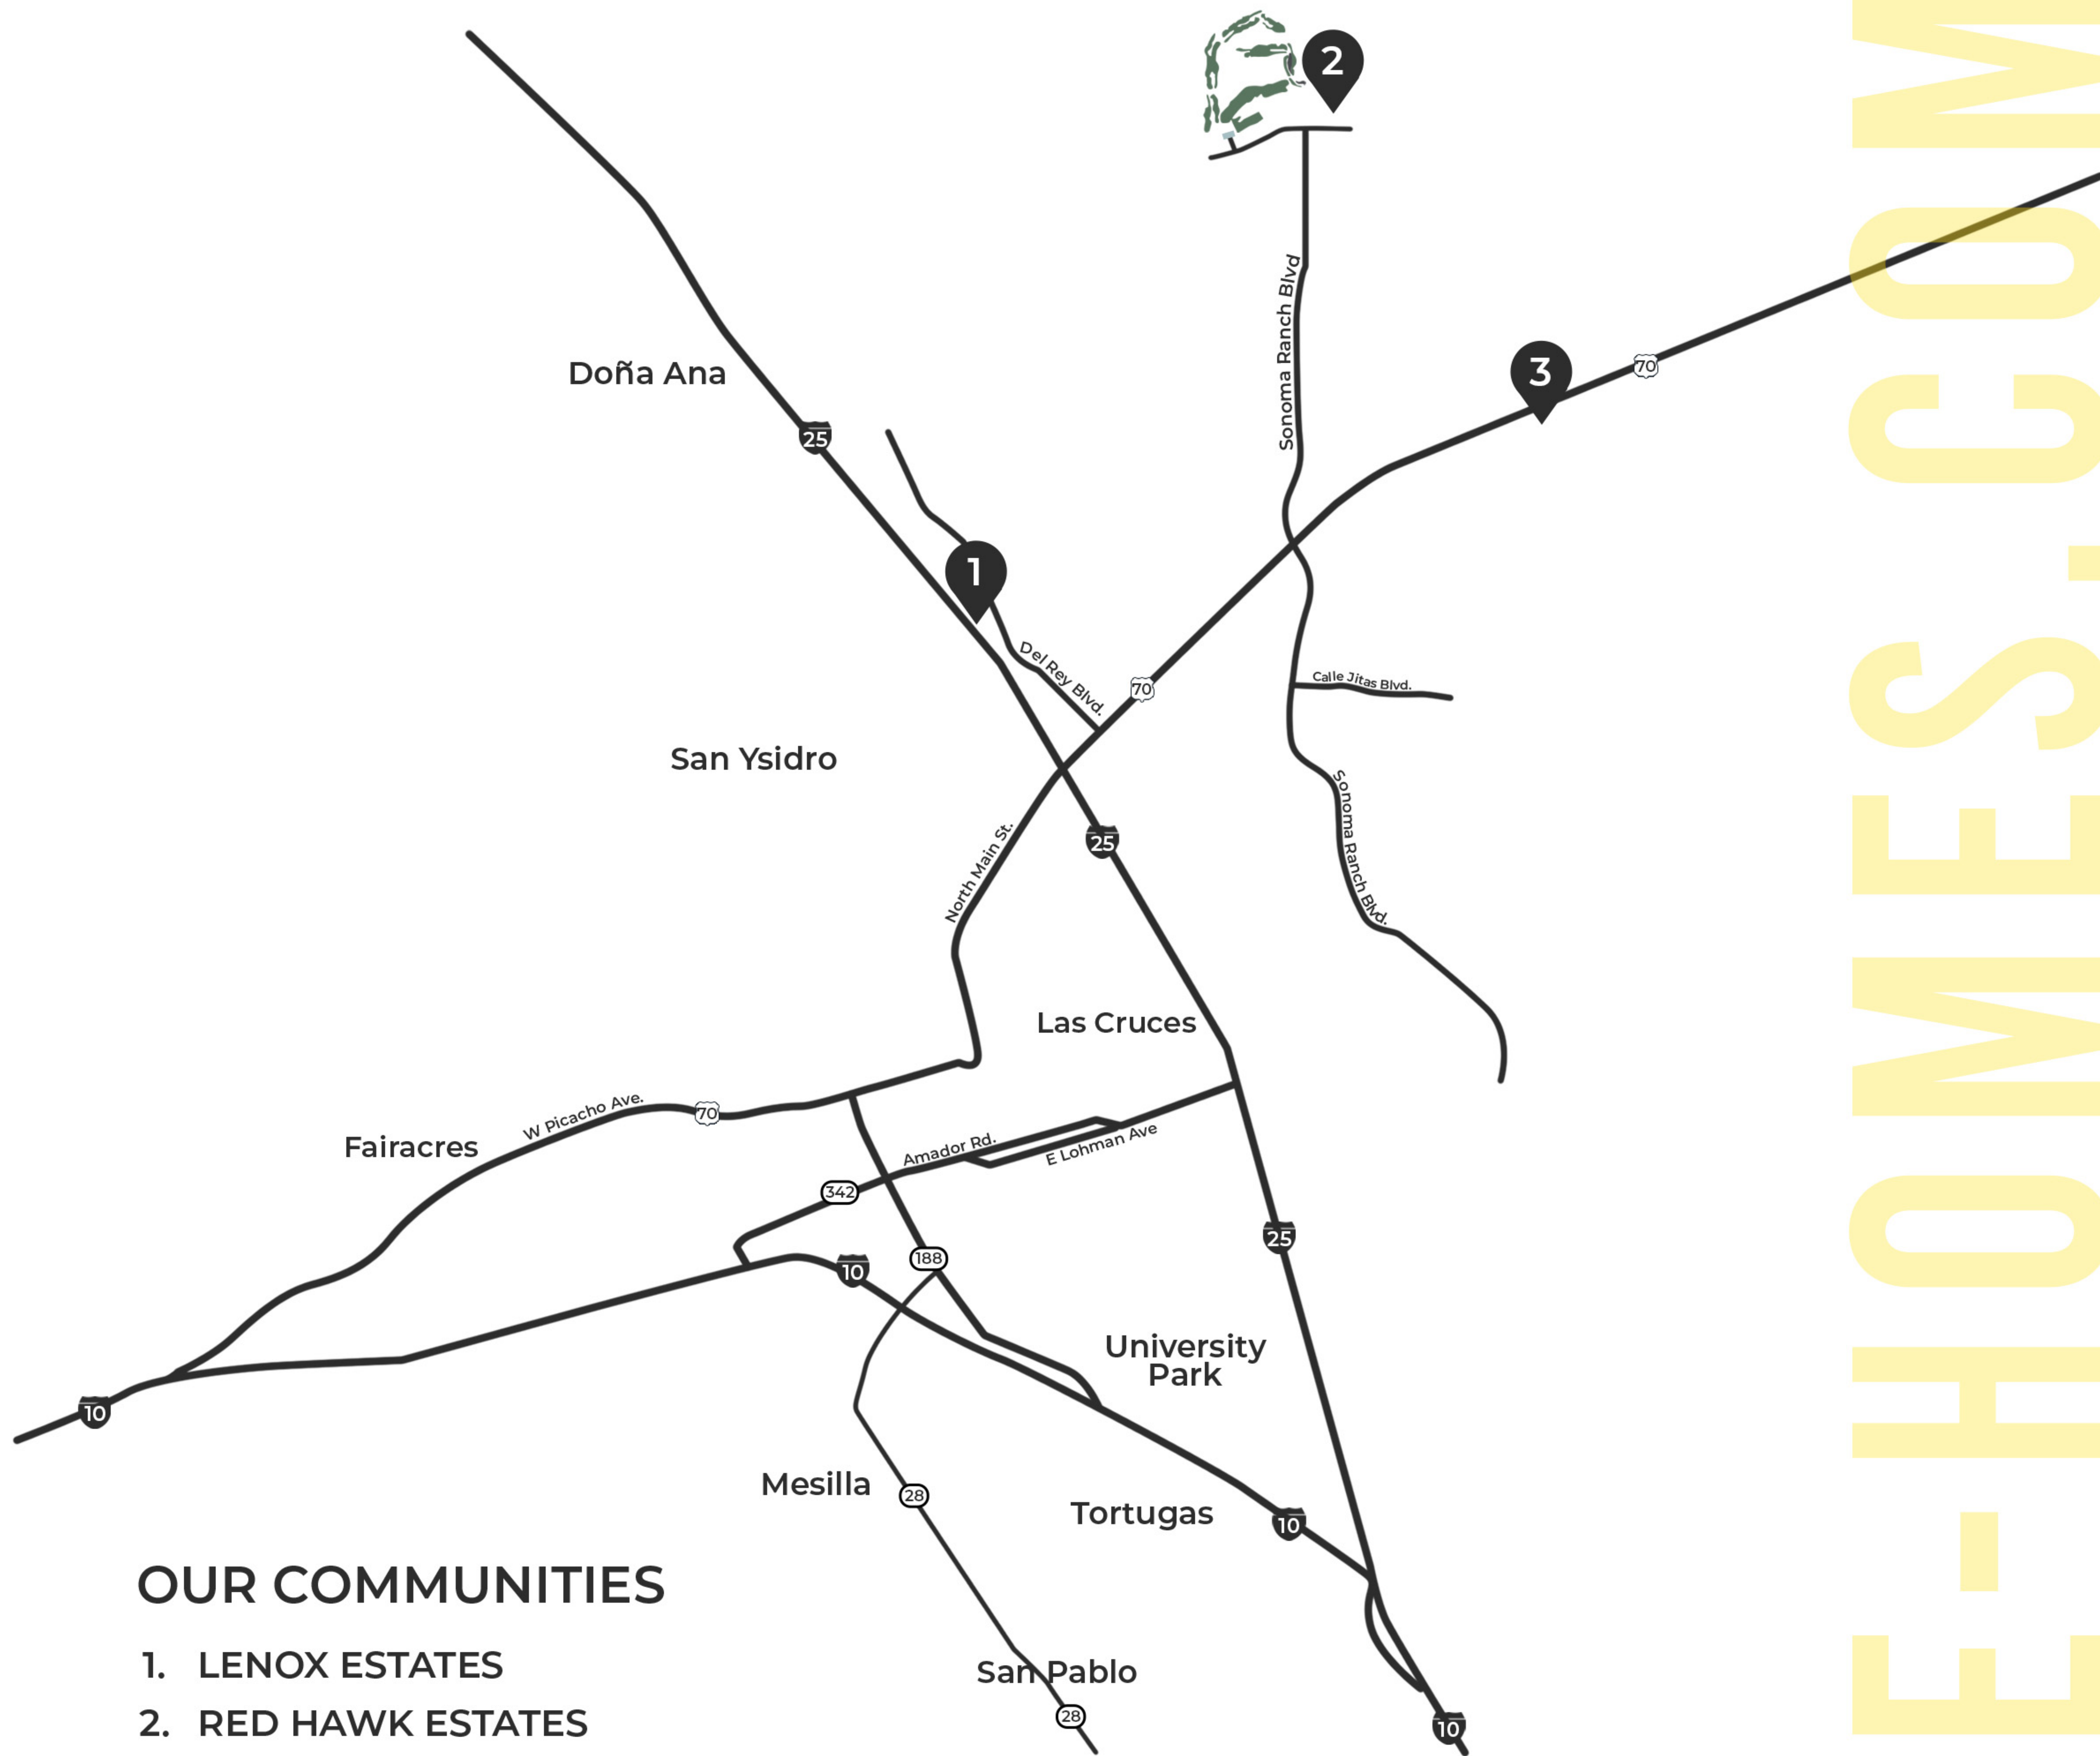 2
Sonoma Ranch Blvd
3
70
Doña Ana
25
1
Del Rey Blvd.
70
Calle Jitas Blvd.
San Ysidro
Sonoma Ranch Blvd.
North Main St.
25
Las Cruces
W Picacho Ave.
70
Fairacres
Amador Rd.
E Lohman Ave
342
188
25
10
University
Park
10
Mesilla
28
Tortugas
10
OUR COMMUNITIES
1. LENOX ESTATES
San Pablo
2. RED HAWK ESTATES
28
10
E-HOMES.COM